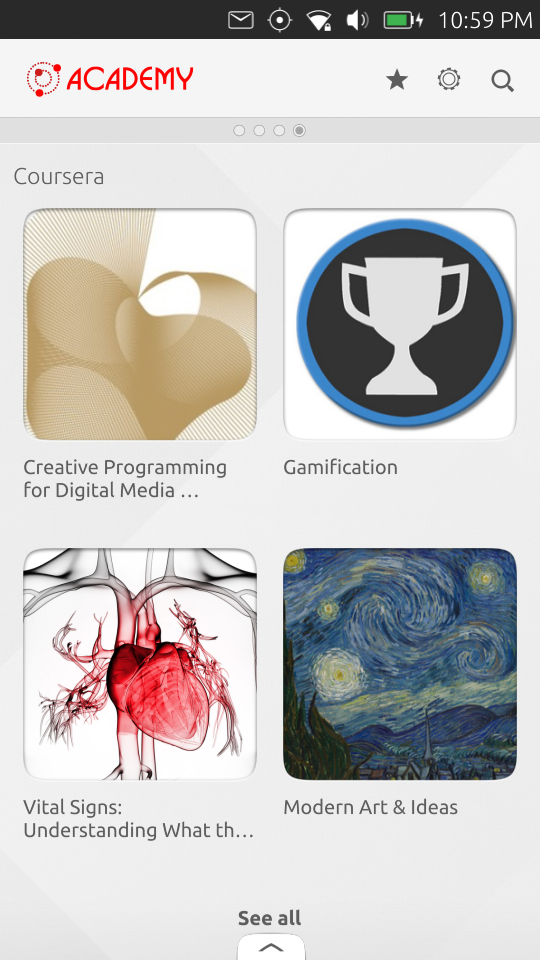 10:59 PM
ACADEMY
Coursera
Creative Programming
for Digital Media ...
Gamification
Vital Signs:
Understanding What th...
Modern Art & Ideas
See all